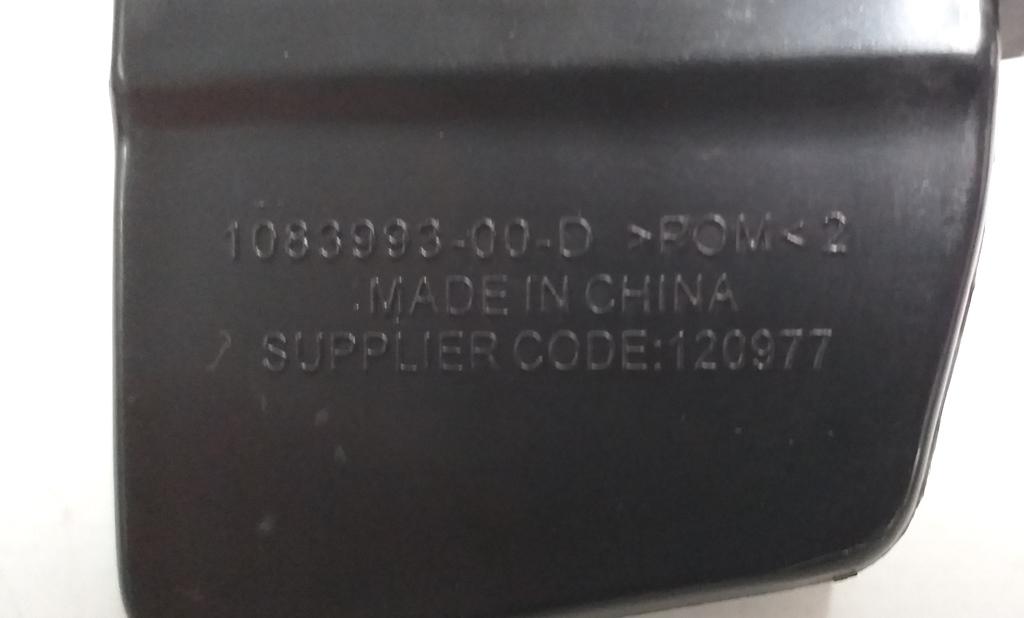 1083993-00-D >POM< 2
MADE IN CHINA
SUPPLIER CODE:120977